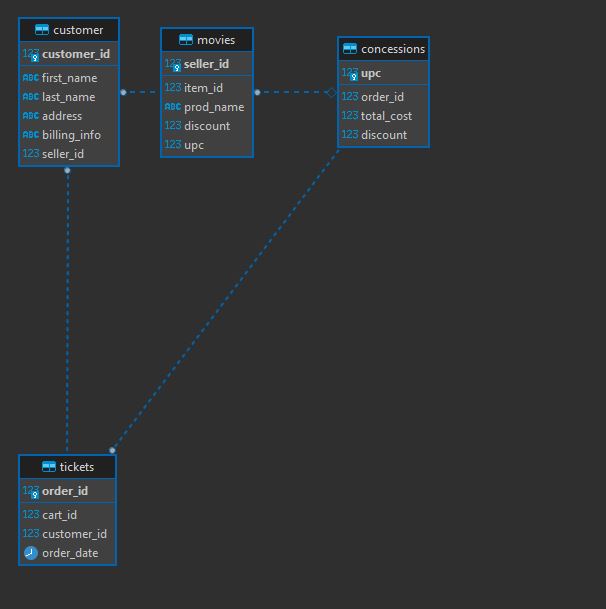 customer
123 customer_id
ABC first_name
ABC last_name
ABC address
ABC billing_info
123 seller_id
movies
123 seller_id
123 item_id
ABC prod_name
123 discount
123 upc
concessions
123 upc
123 order_id
123 total_cost
123 discount
tickets
123 order_id
123 cart_id
123 customer_id
order_date